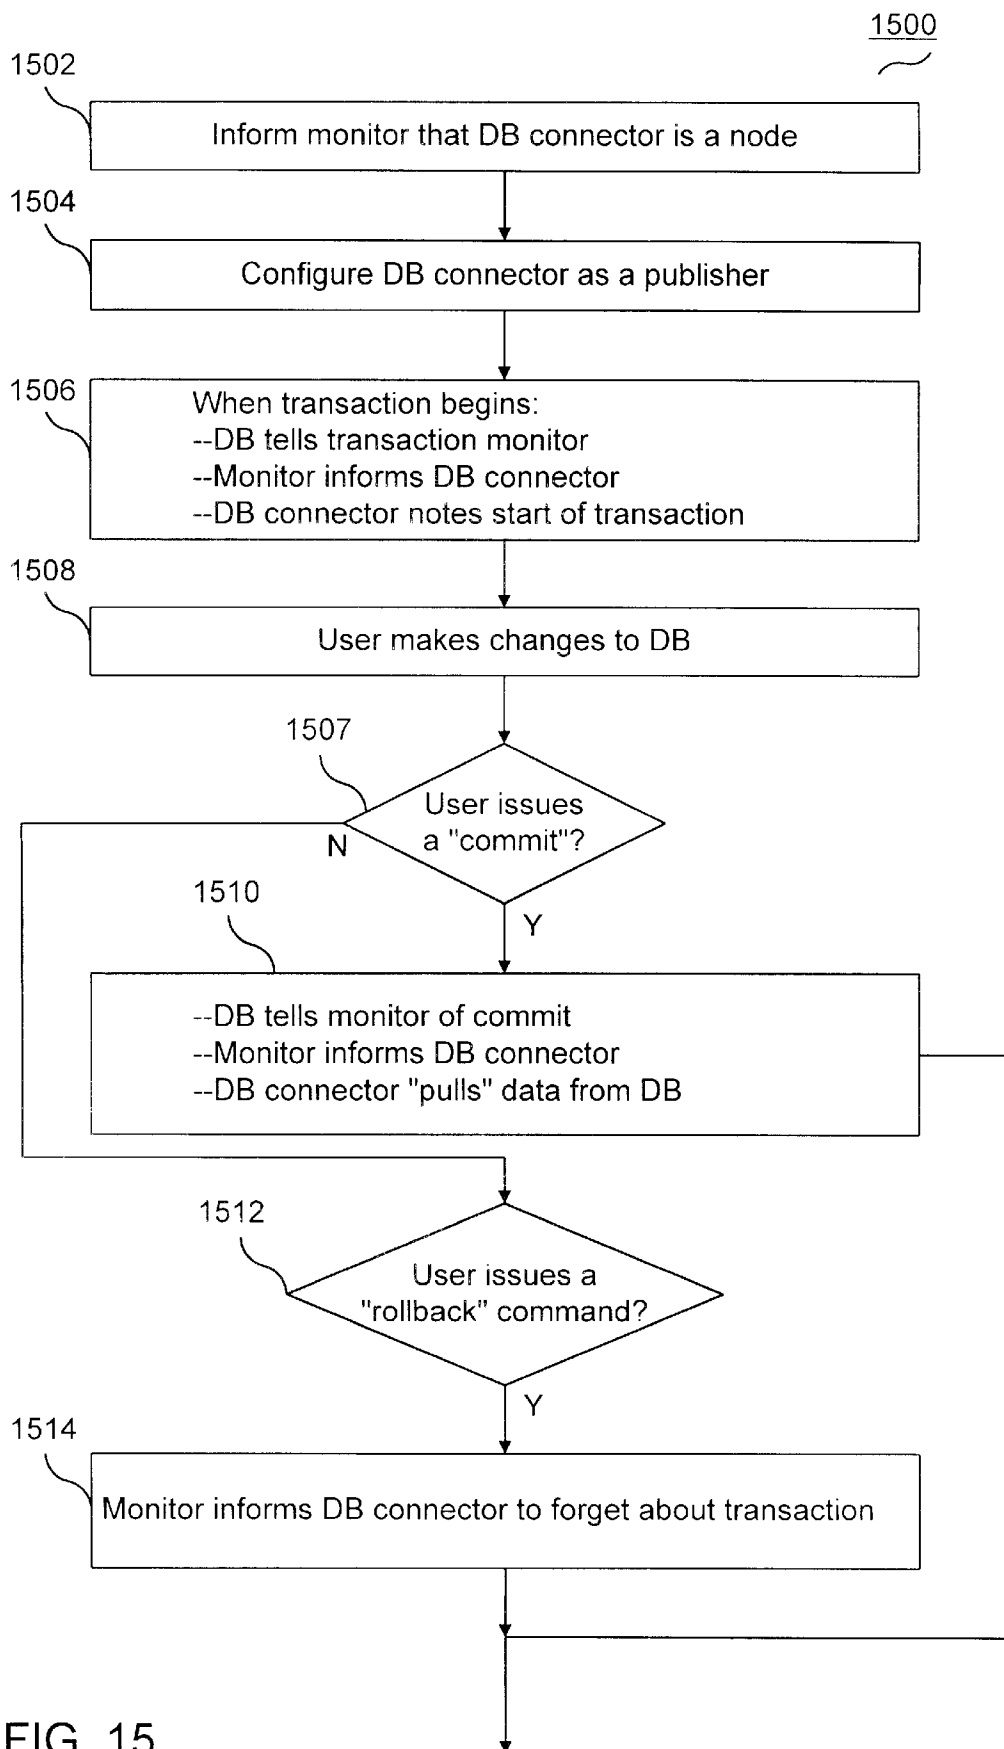 1500
1502
Inform monitor that DB connector is a node
1504
Configure DB connector as a publisher
1506
When transaction begins:
--DB tells transaction monitor
--Monitor informs DB connector
--DB connector notes start of transaction
1508
User makes changes to DB
1507
User issues
a "commit"?
N
Y
1510
--DB tells monitor of commit
--Monitor informs DB connector
--DB connector "pulls" data from DB
1512
User issues a
"rollback" command?
Y
1514
Monitor informs DB connector to forget about transaction
FIG. 15